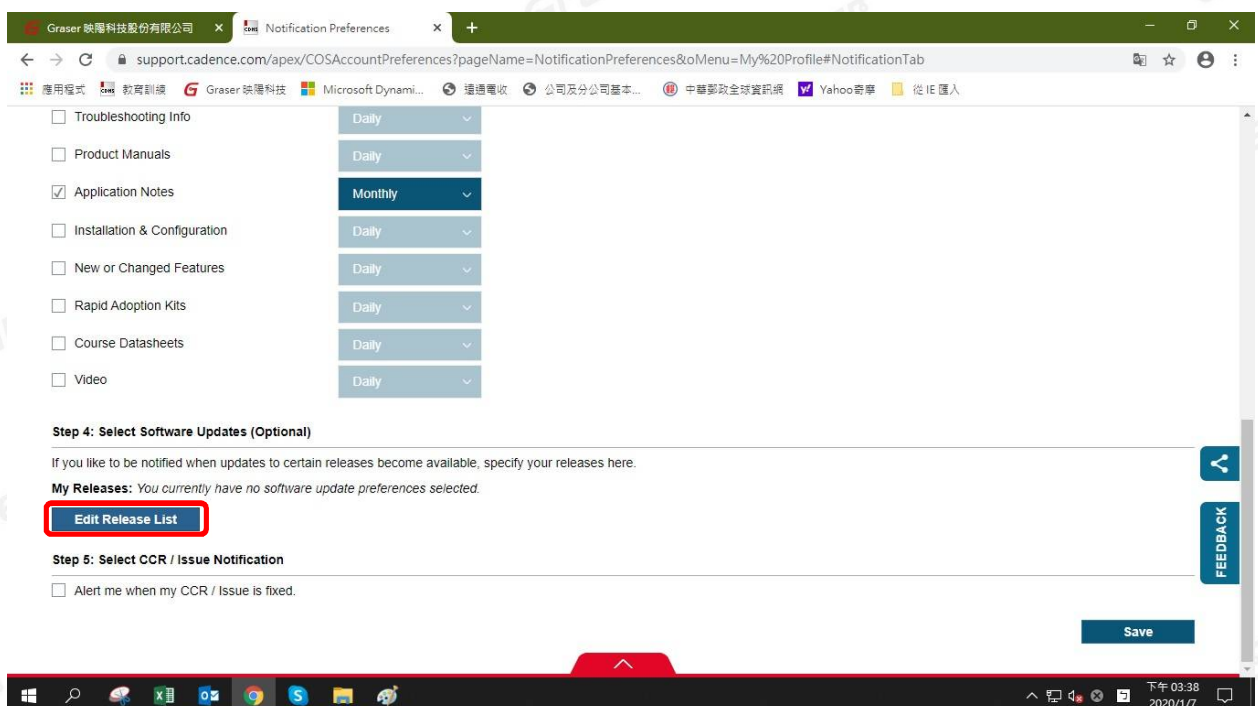 Graser 映陽科技股份有限公司
Notification Preferences
support.cadence.com/apex/COSAccountPreferences?pageName=NotificationPreferences&oMenu=My%20Profile#NotificationTab
應用程式 教育訓練 Graser 映陽科技 Microsoft Dynami... 遠通電收 公司及分公司基本... 中華郵政全球資訊網 Yahoo奇摩 從 IE 匯入
Troubleshooting Info Daily
Product Manuals Daily
Application Notes Monthly
Installation & Configuration Daily
New or Changed Features Daily
Rapid Adoption Kits Daily
Course Datasheets Daily
Video Daily
Step 4: Select Software Updates (Optional)
If you like to be notified when updates to certain releases become available, specify your releases here.
My Releases: You currently have no software update preferences selected.
Edit Release List
FEEDBACK
Step 5: Select CCR / Issue Notification
Alert me when my CCR / Issue is fixed.
Save
下午 03:38
2020/1/7